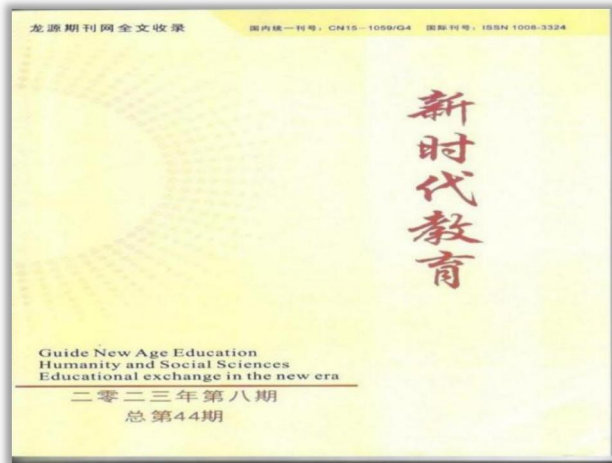 龙源期刊网全文收录 国内统一刊号：CN15-1059/G4 国际刊号：ISSN 1008-3324
新时代教育
Guide New Age Education
Humanity and Social Sciences
Educational exchange in the new era
二零二三年第八期
总第44期